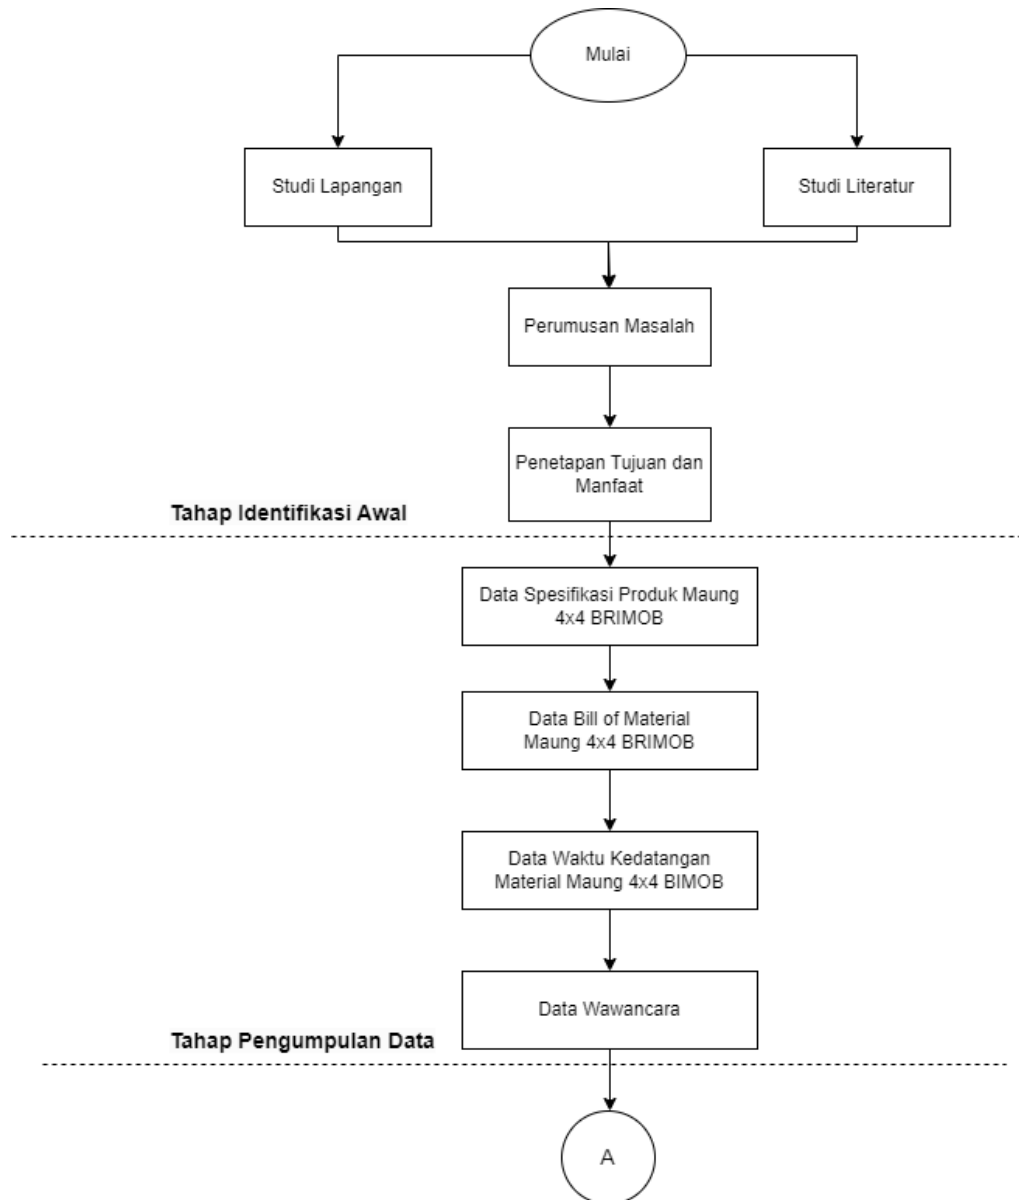 Mulai
Studi Lapangan
Studi Literatur
Perumusan Masalah
Penetapan Tujuan dan
Manfaat
Tahap Identifikasi Awal
Data Spesifikasi Produk Maung
4x4 BRIMOB
Data Bill of Material
Maung 4x4 BRIMOB
Data Waktu Kedatangan
Material Maung 4x4 BIMOB
Data Wawancara
Tahap Pengumpulan Data
A